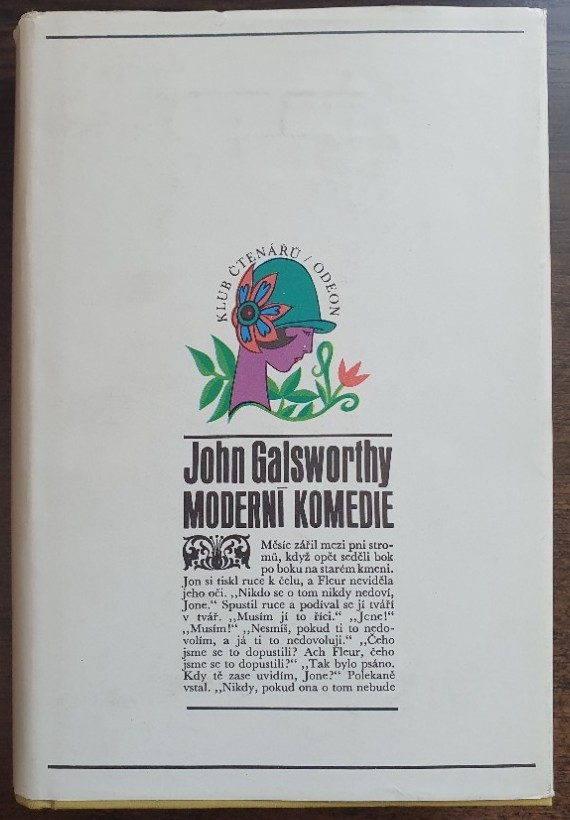 KLUB ČTENÁŘŮ / ODEON
John Galsworthy
MODERNÍ KOMEDIE
Měsíc zářil mezi pni stro-
mů, když opět seděli bok
po boku na starém kmeni.
Jon si tiskl ruce k čelu, a Fleur neviděla
jeho oči. „Nikdo se o tom nikdy nedoví,
Jone.“ Spustil ruce a podíval se jí tváří
v tvář. „Musím jí to říci.“ „Jone!“
„Musím!“ „Nesmíš, pokud ti to nedo-
volím, a já ti to nedovoluji.“ „Čeho
jsme se to dopustili? Ach Fleur, čeho
jsme se to dopustili?“ „Tak bylo psáno.
Kdy tě zase uvidím, Jone?“ Polekaně
vstal. „Nikdy, pokud ona o tom nebude